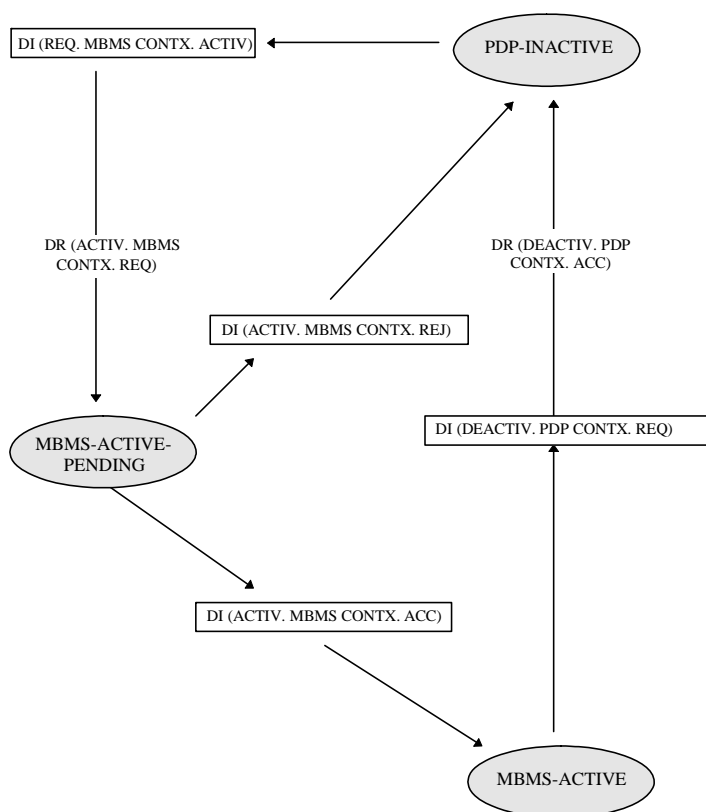 DI (REQ. MBMS CONTX. ACTIV)
PDP-INACTIVE
DR (ACTIV. MBMS
CONTX. REQ)
DR (DEACTIV. PDP
CONTX. ACC)
DI (ACTIV. MBMS CONTX. REJ)
MBMS-ACTIVE-
PENDING
DI (DEACTIV. PDP CONTX. REQ)
DI (ACTIV. MBMS CONTX. ACC)
MBMS-ACTIVE